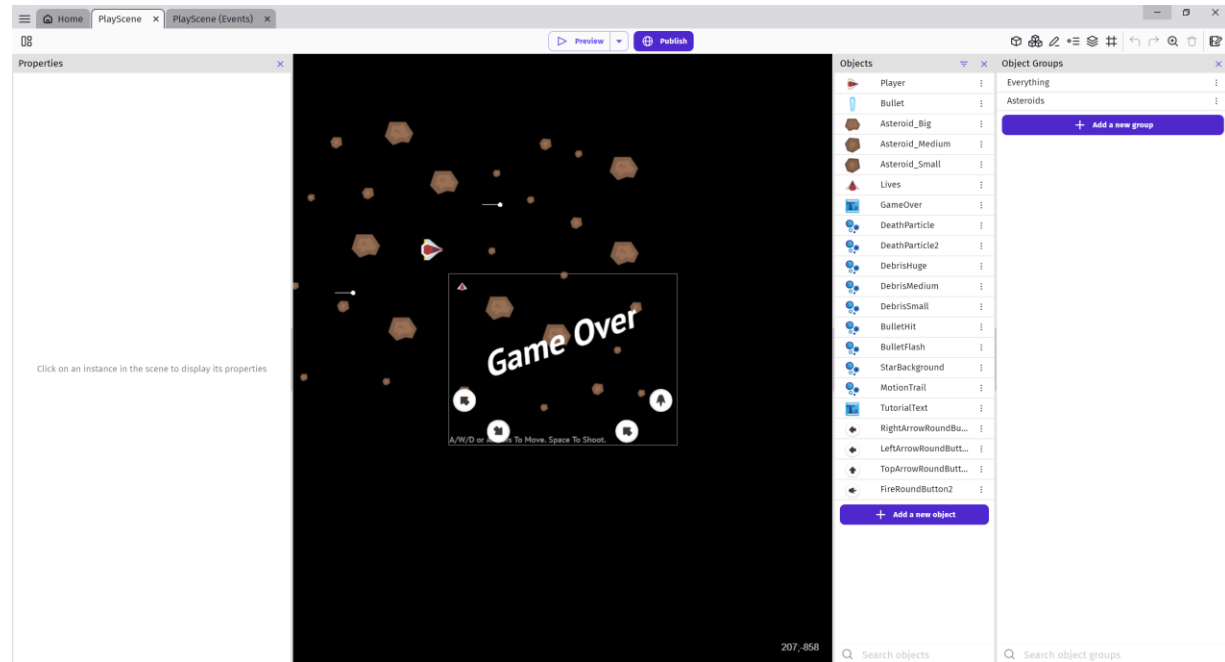 Home
PlayScene
PlayScene (Events)
Preview
Publish
Properties
Click on an instance in the scene to display its properties
Game Over
A/W/D or Arrows To Move. Space To Shoot.
207;-858
Objects
Player
Bullet
Asteroid_Big
Asteroid_Medium
Asteroid_Small
Lives
GameOver
DeathParticle
DeathParticle2
DebrisHuge
DebrisMedium
DebrisSmall
BulletHit
BulletFlash
StarBackground
MotionTrail
TutorialText
RightArrowRoundBu...
LeftArrowRoundButt...
TopArrowRoundButt...
FireRoundButton2
+ Add a new object
Search objects
Object Groups
Everything
Asteroids
+ Add a new group
Search object groups